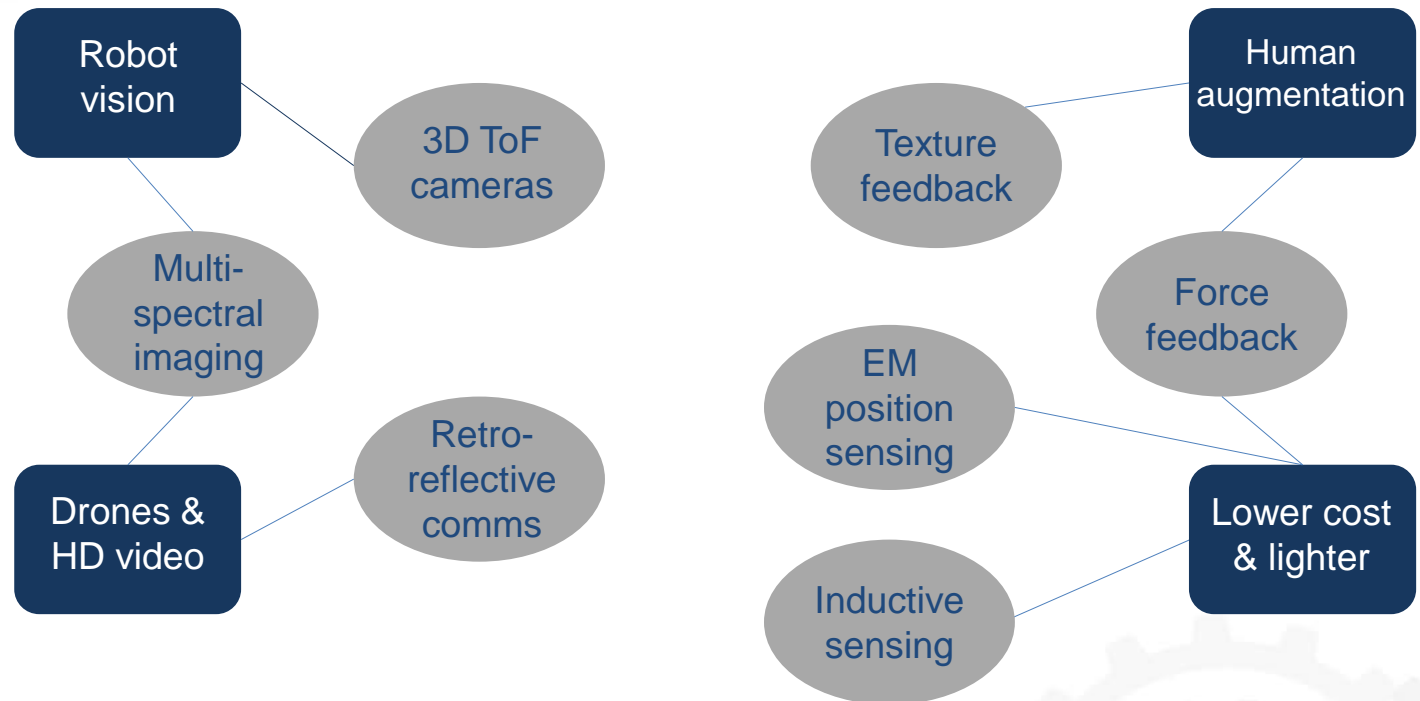 Robot
vision
3D ToF
cameras
Multi-
spectral
imaging
Retro-
reflective
comms
Drones &
HD video
Human
augmentation
Texture
feedback
Force
feedback
EM
position
sensing
Lower cost
& lighter
Inductive
sensing